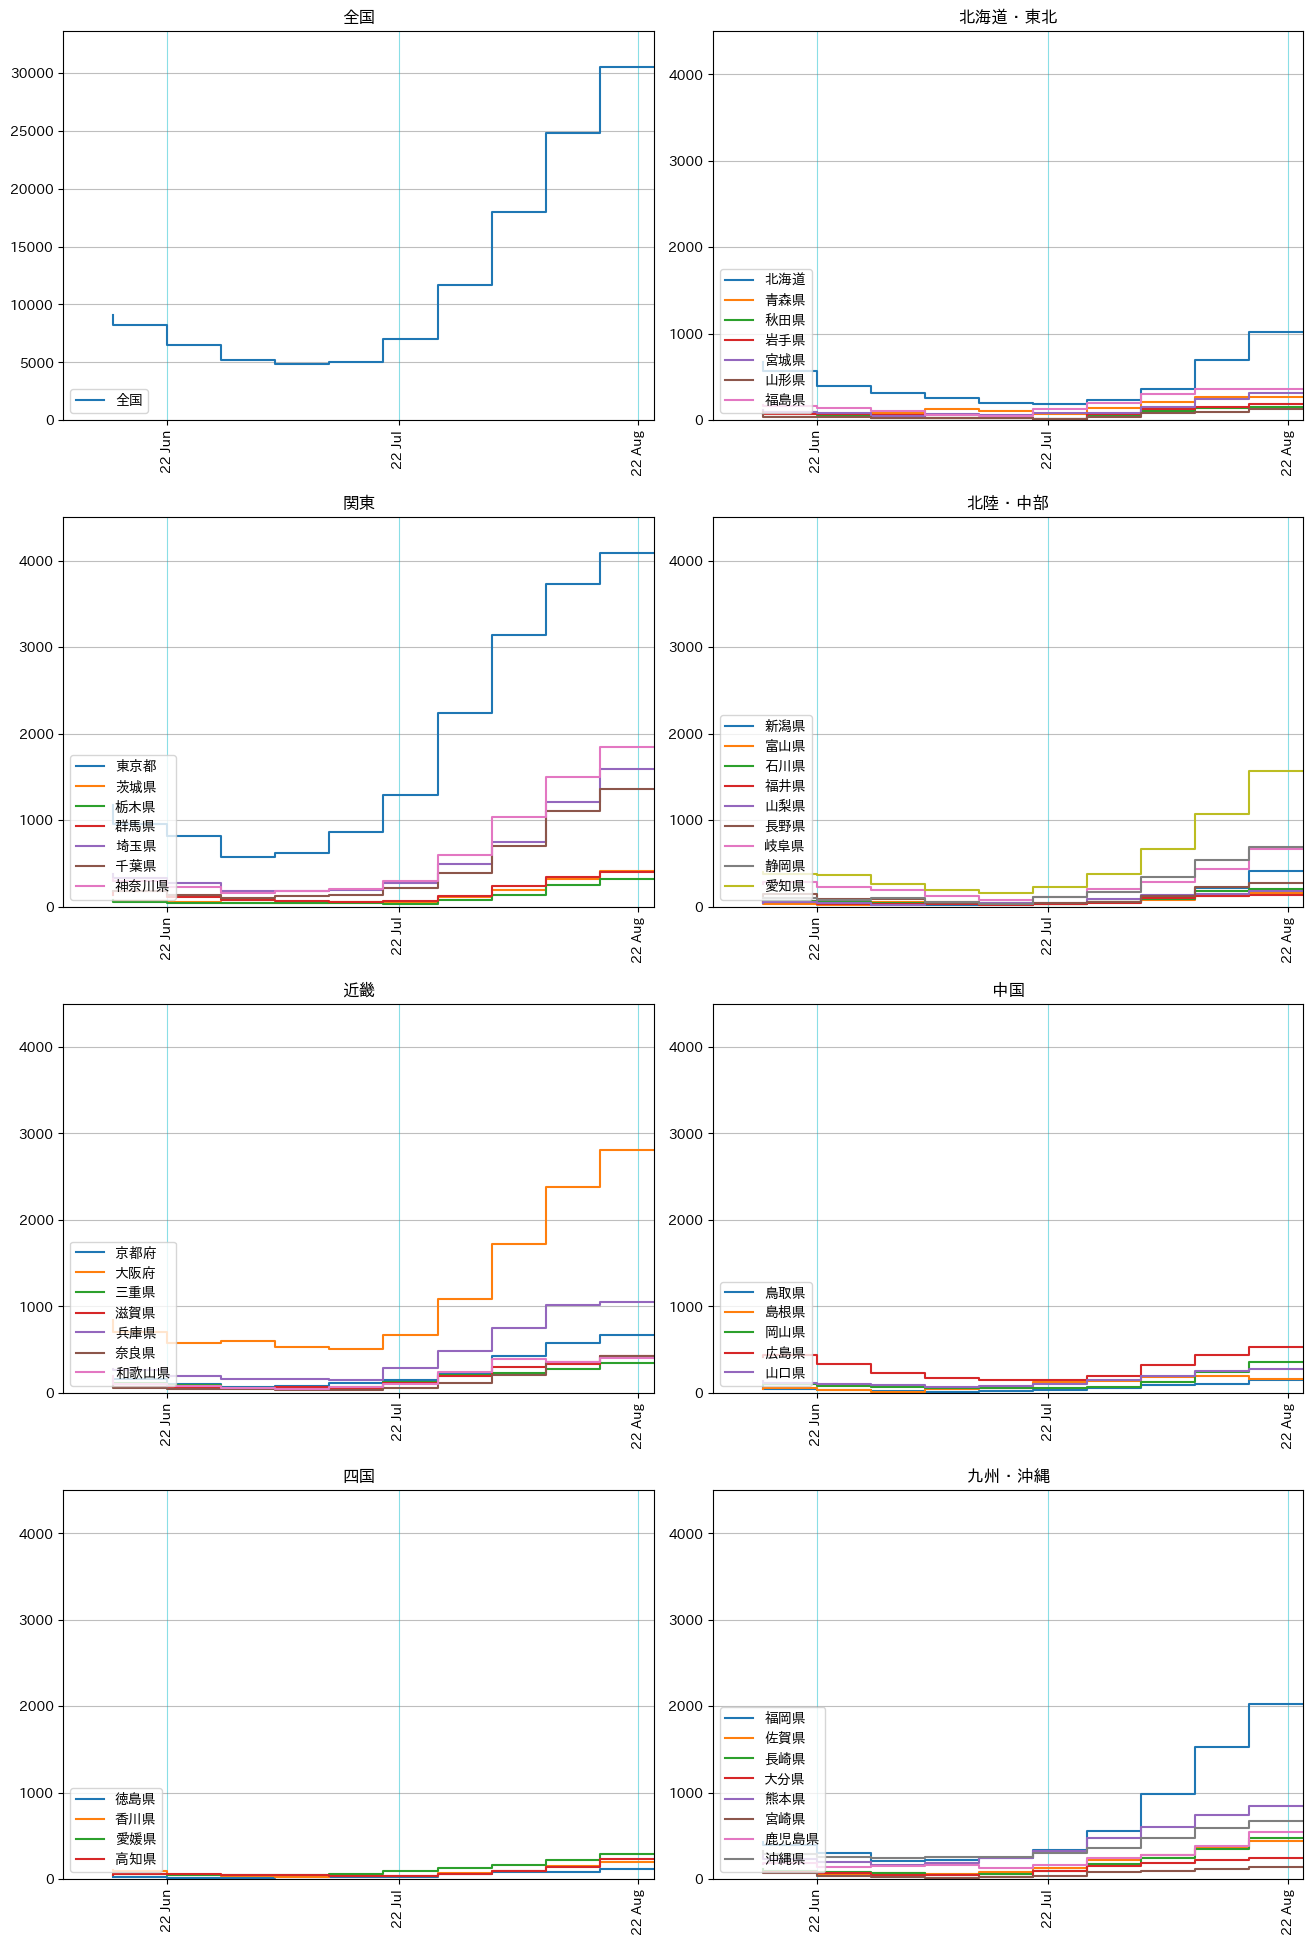 全国
30000
25000
20000
15000
10000
5000
0
全国
22 Jun
22 Jul
22 Aug
北海道・東北
4000
3000
2000
1000
0
北海道
青森県
秋田県
岩手県
宮城県
山形県
福島県
22 Jun
22 Jul
22 Aug
関東
4000
3000
2000
1000
0
東京都
茨城県
栃木県
群馬県
埼玉県
千葉県
神奈川県
22 Jun
22 Jul
22 Aug
北陸・中部
4000
3000
2000
1000
0
新潟県
富山県
石川県
福井県
山梨県
長野県
岐阜県
静岡県
愛知県
22 Jun
22 Jul
22 Aug
近畿
4000
3000
2000
1000
0
京都府
大阪府
三重県
滋賀県
兵庫県
奈良県
和歌山県
22 Jun
22 Jul
22 Aug
中国
4000
3000
2000
1000
0
鳥取県
島根県
岡山県
広島県
山口県
22 Jun
22 Jul
22 Aug
四国
4000
3000
2000
1000
0
徳島県
香川県
愛媛県
高知県
22 Jun
22 Jul
22 Aug
九州・沖縄
4000
3000
2000
1000
0
福岡県
佐賀県
長崎県
大分県
熊本県
宮崎県
鹿児島県
沖縄県
22 Jun
22 Jul
22 Aug